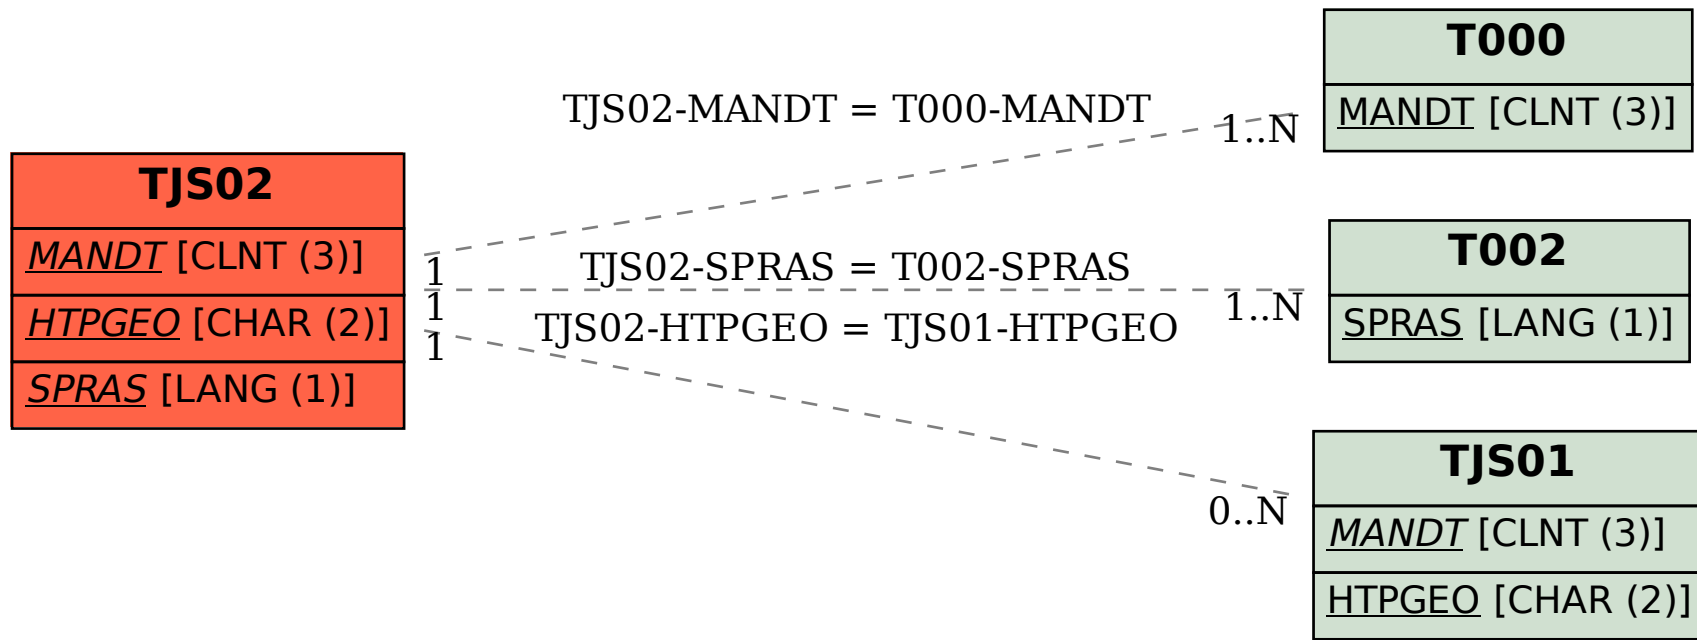 TJS02
MANDT [CLNT (3)]
HTPGEO [CHAR (2)]
SPRAS [LANG (1)]
TJS02-MANDT = T000-MANDT
1
1..N
TJS02-SPRAS = T002-SPRAS
1
1..N
TJS02-HTPGEO = TJS01-HTPGEO
1
0..N
T000
MANDT [CLNT (3)]
T002
SPRAS [LANG (1)]
TJS01
MANDT [CLNT (3)]
HTPGEO [CHAR (2)]